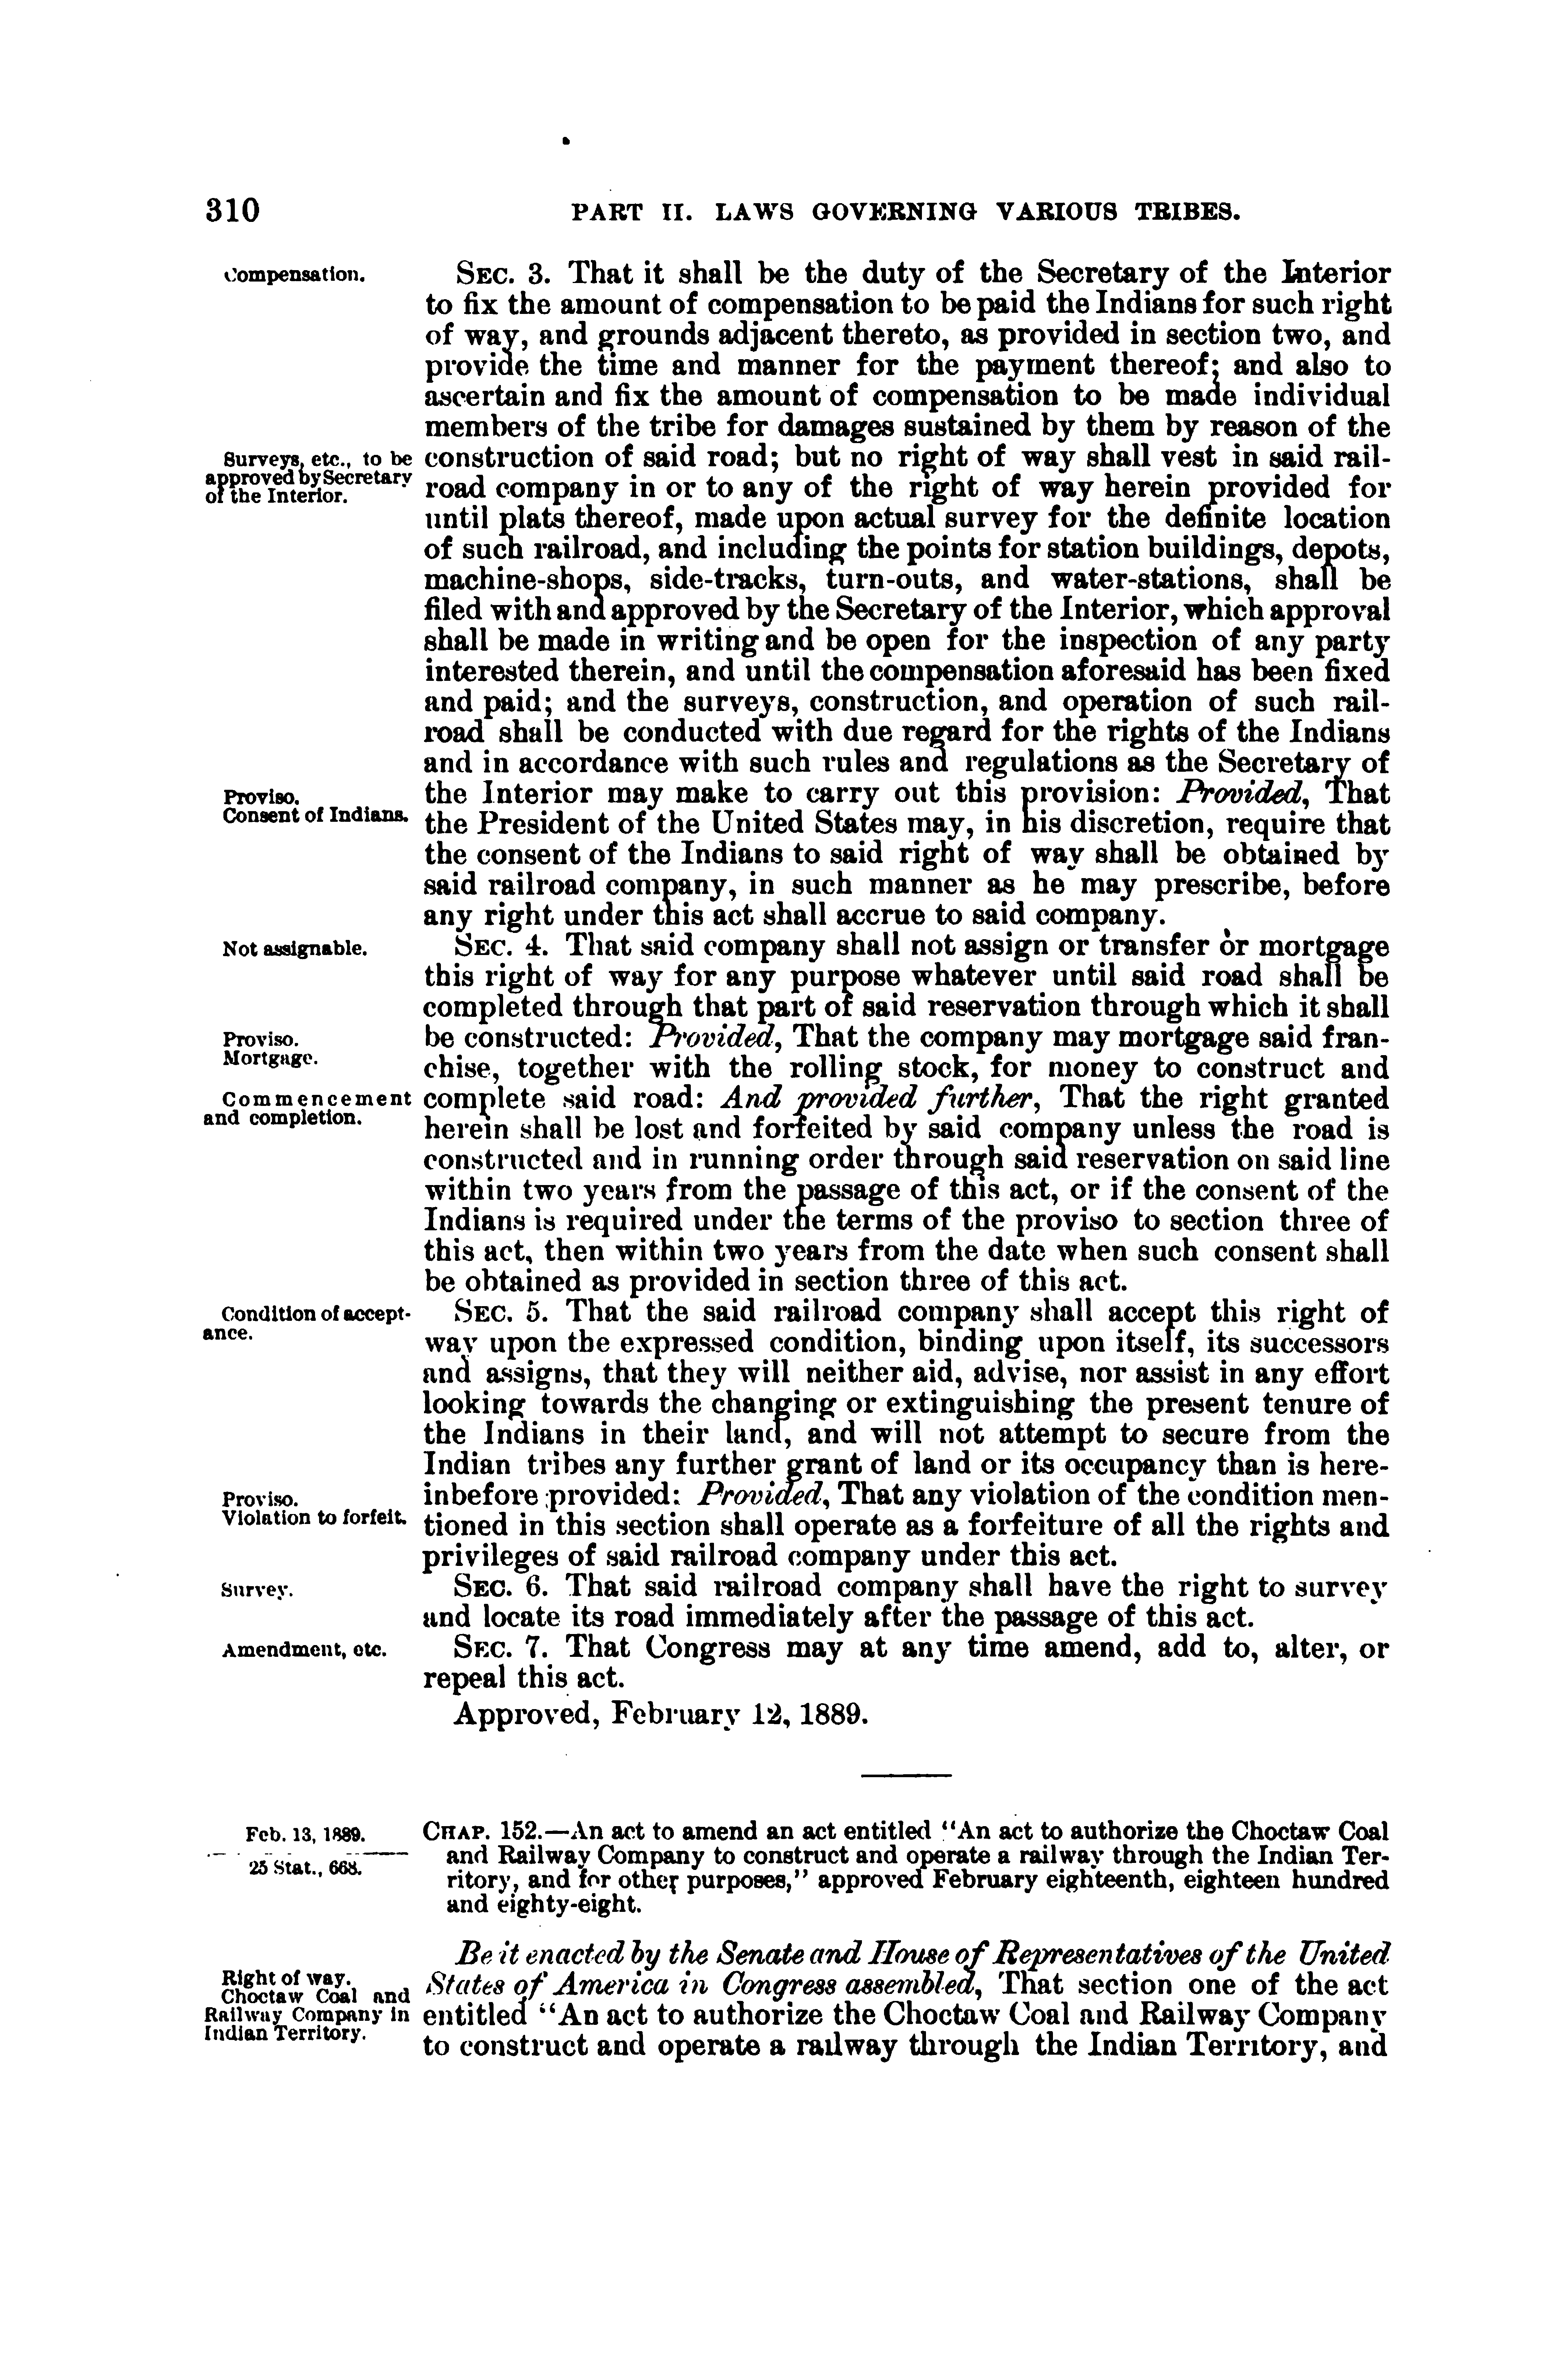 310 PART II. LAWS GOVERNING VARIOUS TRIBES.
Compensation.
SEC. 3. That it shall be the duty of the Secretary of the Interior
to fix the amount of compensation to be paid the Indians for such right
of way, and grounds adjacent thereto, as provided in section two, and
provide the time and manner for the payment thereof; and also to
ascertain and fix the amount of compensation to be made individual
members of the tribe for damages sustained by them by reason of the
Surveys, etc., to be
approved by Secretary
of the Interior.
construction of said road; but no right of way shall vest in said rail-
road company in or to any of the right of way herein provided for
until plats thereof, made upon actual survey for the definite location
of such railroad, and including the points for station buildings, depots,
machine-shops, side-tracks, turn-outs, and water-stations, shall be
filed with and approved by the Secretary of the Interior, which approval
shall be made in writing and be open for the inspection of any party
interested therein, and until the compensation aforesaid has been fixed
and paid; and the surveys, construction, and operation of such rail-
road shall be conducted with due regard for the rights of the Indians
and in accordance with such rules and regulations as the Secretary of
Proviso.
Consent of Indians.
the Interior may make to carry out this provision: Provided, That
the President of the United States may, in his discretion, require that
the consent of the Indians to said right of way shall be obtained by
said railroad company, in such manner as he may prescribe, before
any right under this act shall accrue to said company.
Not assignable.
SEC. 4. That said company shall not assign or transfer or mortgage
this right of way for any purpose whatever until said road shall be
completed through that part of said reservation through which it shall
Proviso.
Mortgage.
be constructed: Provided, That the company may mortgage said fran-
chise, together with the rolling stock, for money to construct and
Commencement
and completion.
complete said road: And provided further, That the right granted
herein shall be lost and forfeited by said company unless the road is
constructed and in running order through said reservation on said line
within two years from the passage of this act, or if the consent of the
Indians is required under the terms of the proviso to section three of
this act, then within two years from the date when such consent shall
be obtained as provided in section three of this act.
Condition of accept-
ance.
SEC. 5. That the said railroad company shall accept this right of
way upon the expressed condition, binding upon itself, its successors
and assigns, that they will neither aid, advise, nor assist in any effort
looking towards the changing or extinguishing the present tenure of
the Indians in their land, and will not attempt to secure from the
Indian tribes any further grant of land or its occupancy than is here-
Proviso.
Violation to forfeit.
inbefore provided: Provided, That any violation of the condition men-
tioned in this section shall operate as a forfeiture of all the rights and
privileges of said railroad company under this act.
Survey.
SEC. 6. That said railroad company shall have the right to survey
and locate its road immediately after the passage of this act.
Amendment, etc.
SEC. 7. That Congress may at any time amend, add to, alter, or
repeal this act.
Approved, February 12, 1889.
Feb. 13, 1889.
25 Stat., 668.
CHAP. 152.—An act to amend an act entitled "An act to authorize the Choctaw Coal
and Railway Company to construct and operate a railway through the Indian Ter-
ritory, and for other purposes," approved February eighteenth, eighteen hundred
and eighty-eight.
Right of way.
Choctaw Coal and
Railway Company in
Indian Territory.
Be it enacted by the Senate and House of Representatives of the United
States of America in Congress assembled, That section one of the act
entitled "An act to authorize the Choctaw Coal and Railway Company
to construct and operate a railway through the Indian Territory, and